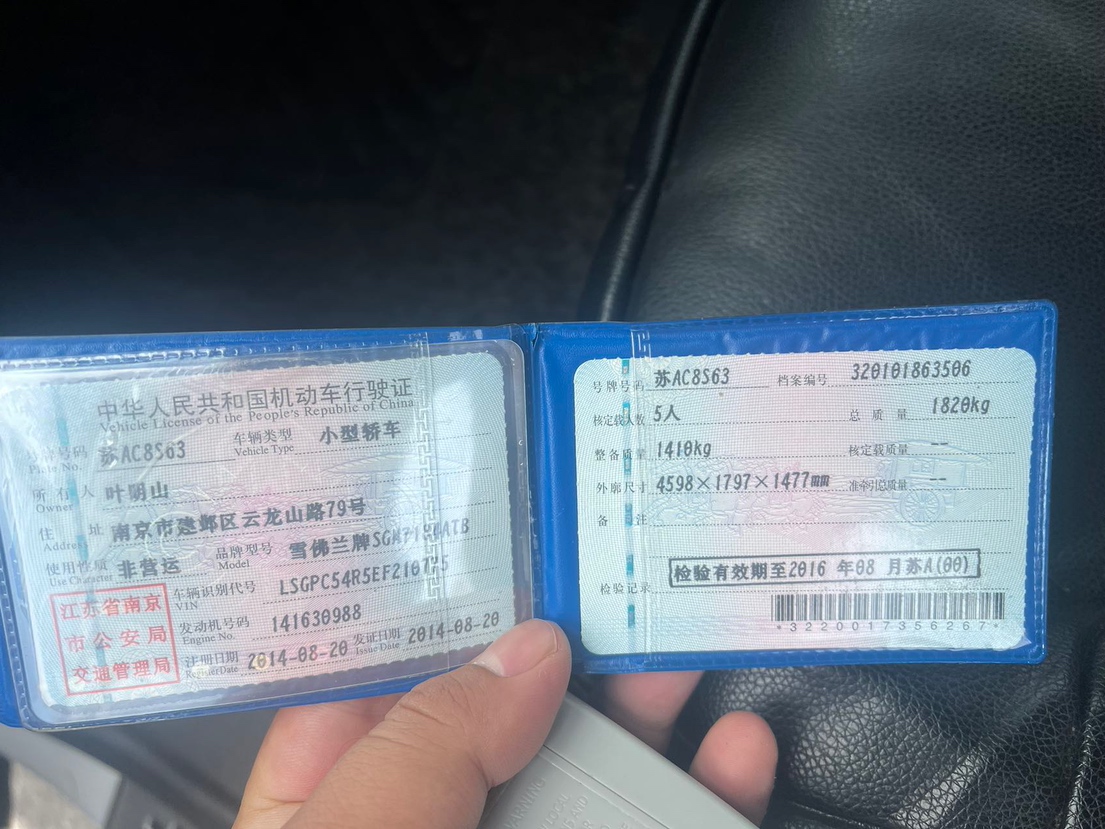 中华人民共和国机动车行驶证
Vehicle License of the People's Republic of China
号牌号码 苏AC8S63 车辆类型 小型轿车
Plate No. Vehicle Type
所有人 叶明山
Owner
住址 南京市建邺区云龙山路79号
Address
使用性质 非营运 品牌型号 雪佛兰牌
Use Character Model
车辆识别代号 LSGPC54R5EF210775
VIN
发动机号码 141630988
Engine No.
注册日期 2014-08-20 发证日期 2014-08-20
Register Date Issue Date
江苏省南京
市公安局
交通管理局
号牌号码 苏AC8S63 档案编号 320101863506
核定载人数 5人 总质量 1820kg
整备质量 1410kg 核定载质量 --
外廓尺寸 4598×1797×1477mm 准牵引总质量 --
备注
检验记录 检验有效期至2016 年08 月苏A(00)
*3220017356267*
WARNING